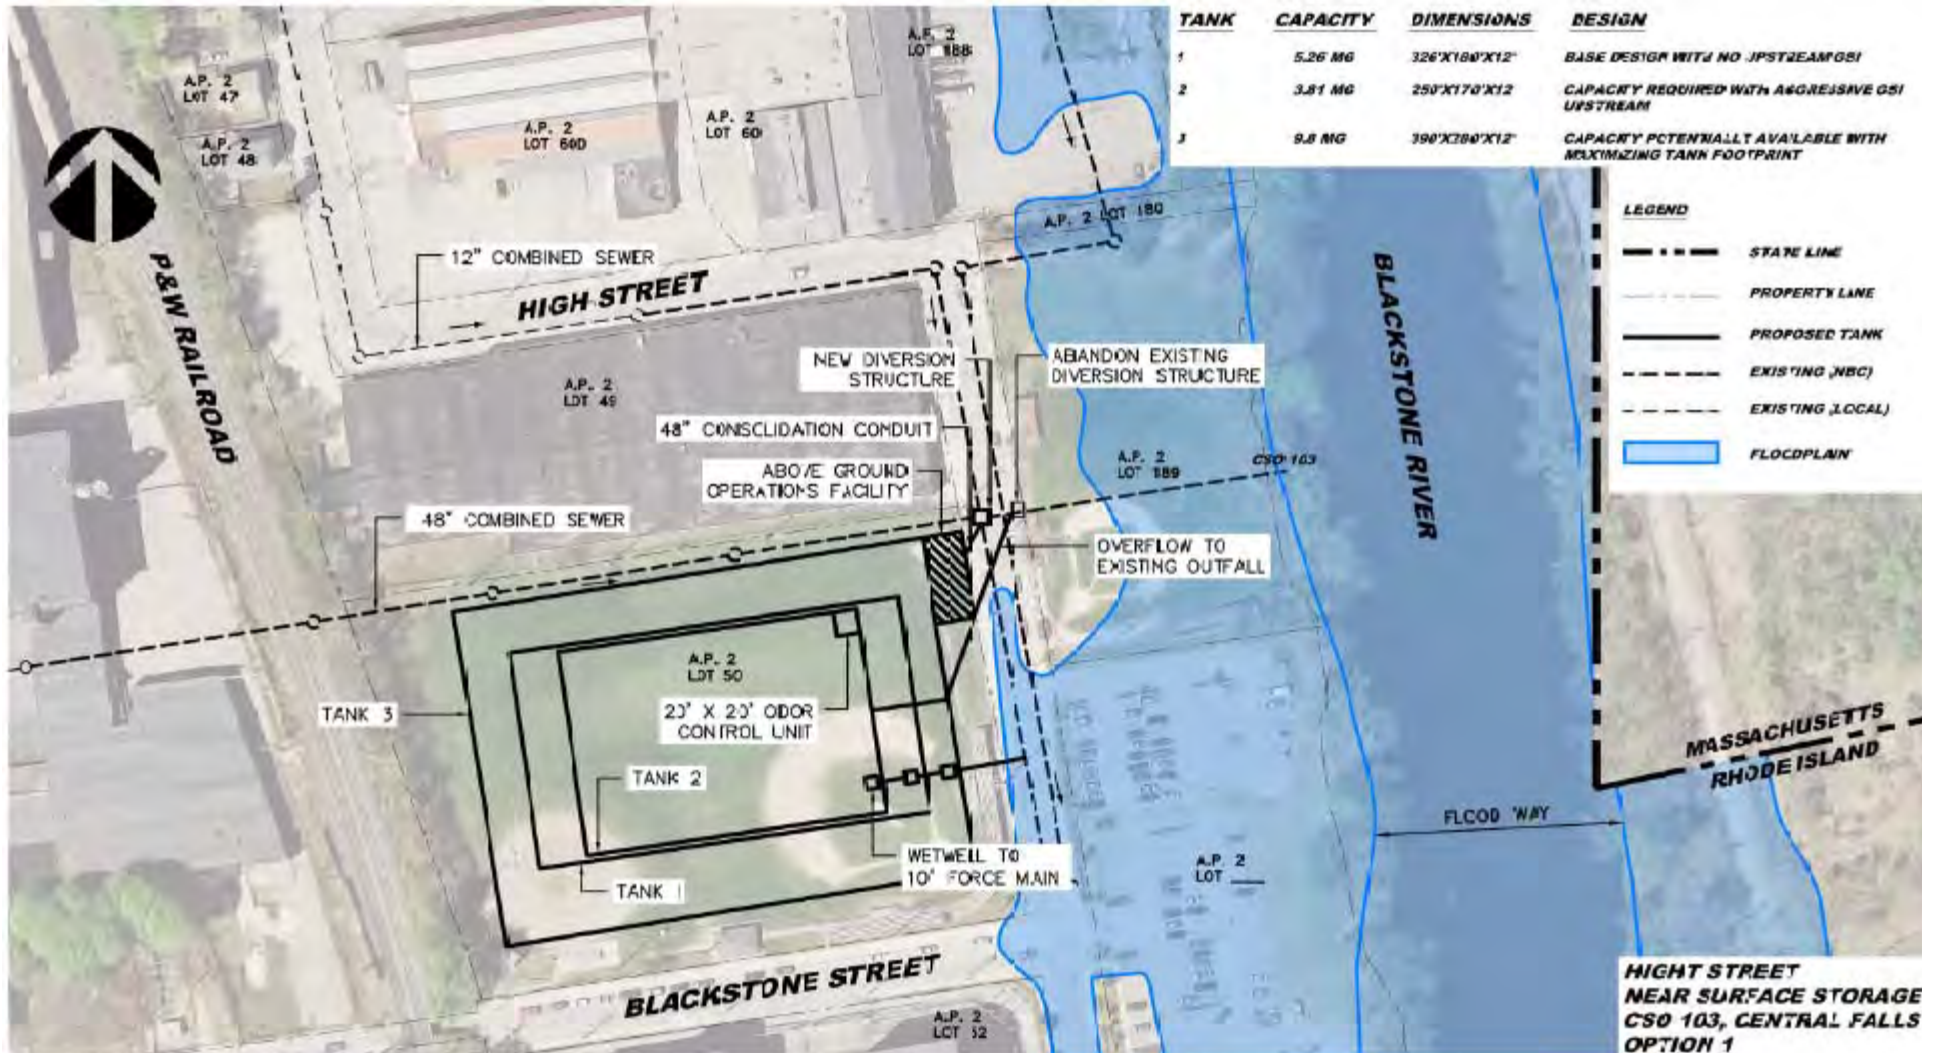 TANK CAPACITY DIMENSIONS DESIGN
1 5.26 MG 326'X180'X12' BASE DESIGN WITH NO UPSTREAM GSI
2 3.81 MG 250'X170'X12' CAPACITY REQUIRED WITH AGGRESSIVE GSI
UPSTREAM
3 9.8 MG 390'X280'X12' CAPACITY POTENTIALLY AVAILABLE WITH
MAXIMIZING TANK FOOTPRINT
LEGEND
STATE LINE
PROPERTY LANE
PROPOSED TANK
EXISTING (NBC)
EXISTING (LOCAL)
FLOODPLAIN
A.P. 2
LOT 47
A.P. 2
LOT 48
A.P. 2
LOT 60D
A.P. 2
LOT 60
A.P. 2
LOT 188
A.P. 2 LOT 180
P&W RAILROAD
12" COMBINED SEWER
HIGH STREET
BLACKSTONE RIVER
NEW DIVERSION
STRUCTURE
ABANDON EXISTING
DIVERSION STRUCTURE
A.P. 2
LOT 49
48" CONSOLIDATION CONDUIT
ABOVE GROUND
OPERATIONS FACILITY
A.P. 2
LOT 189
CSO 103
48" COMBINED SEWER
OVERFLOW TO
EXISTING OUTFALL
A.P. 2
LOT 50
TANK 3
20' X 20' ODOR
CONTROL UNIT
TANK 2
TANK 1
WETWELL TO
10' FORCE MAIN
A.P. 2
LOT
FLOOD WAY
MASSACHUSETTS
RHODE ISLAND
BLACKSTONE STREET
A.P. 2
LOT 52
HIGHT STREET
NEAR SURFACE STORAGE
CSO 103, CENTRAL FALLS
OPTION 1